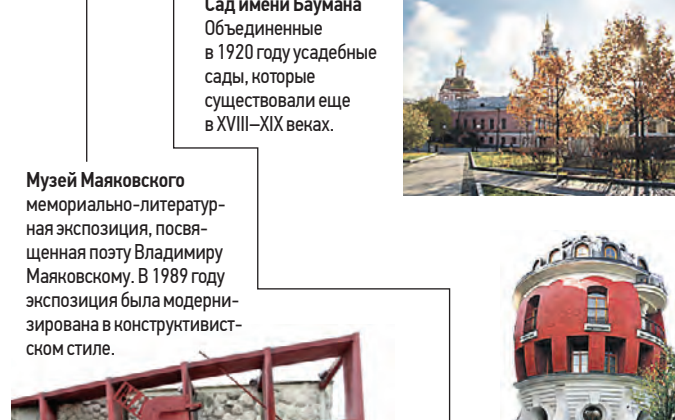 Сад имени Баумана
Объединенные
в 1920 году усадебные
сады, которые
существовали еще
в XVIII–XIX веках.
Музей Маяковского
мемориально-литератур-
ная экспозиция, посвя-
щенная поэту Владимиру
Маяковскому. В 1989 году
экспозиция была модерни-
зирована в конструктивист-
ском стиле.